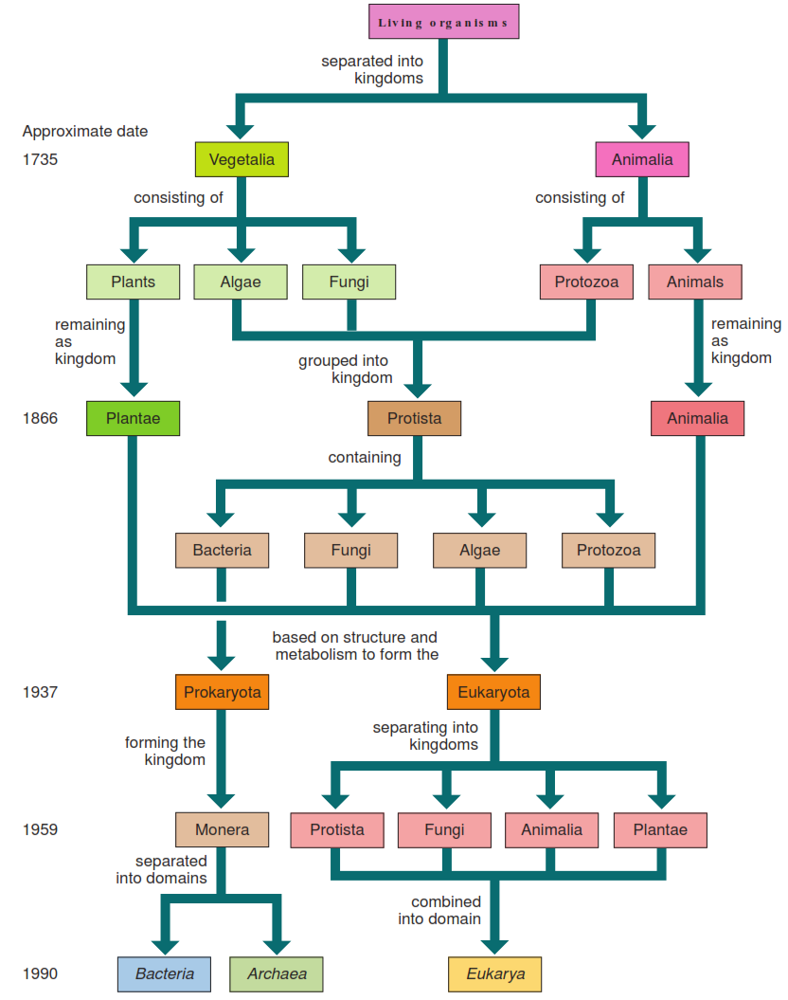 Living organisms
separated into
kingdoms
Approximate date
1735
Vegetalia
Animalia
consisting of
consisting of
Plants
Algae
Fungi
Protozoa
Animals
remaining
as
kingdom
remaining
as
kingdom
grouped into
kingdom
1866
Plantae
Protista
Animalia
containing
Bacteria
Fungi
Algae
Protozoa
based on structure and
metabolism to form the
1937
Prokaryota
Eukaryota
forming the
kingdom
separating into
kingdoms
1959
Monera
Protista
Fungi
Animalia
Plantae
separated
into domains
combined
into domain
1990
Bacteria
Archaea
Eukarya